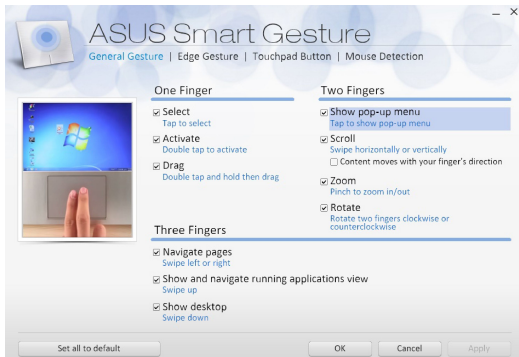 ASUS Smart Gesture
General Gesture | Edge Gesture | Touchpad Button | Mouse Detection
One Finger
Select
Tap to select
Activate
Double tap to activate
Drag
Double tap and hold then drag
Two Fingers
Show pop-up menu
Tap to show pop-up menu
Scroll
Swipe horizontally or vertically
Content moves with your finger's direction
Zoom
Pinch to zoom in/out
Rotate
Rotate two fingers clockwise or
counterclockwise
Three Fingers
Navigate pages
Swipe left or right
Show and navigate running applications view
Swipe up
Show desktop
Swipe down
Set all to default
OK
Cancel
Apply